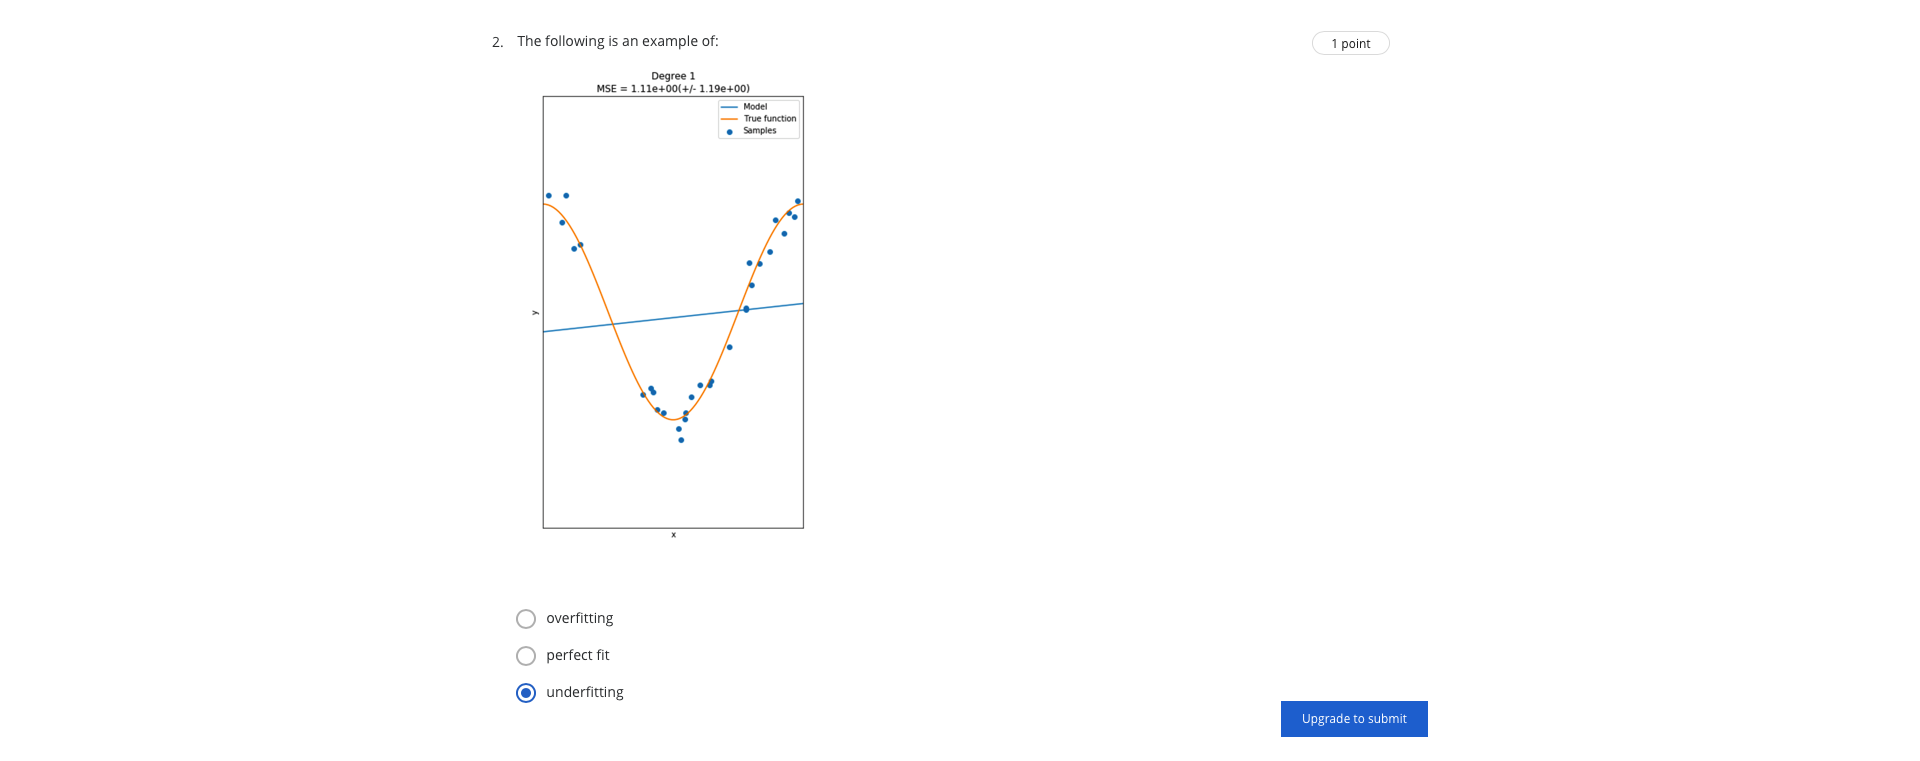 2. The following is an example of:
1 point
Degree 1
MSE = 1.11e+00(+/- 1.19e+00)
Model
True function
Samples
y
x
overfitting
perfect fit
underfitting
Upgrade to submit